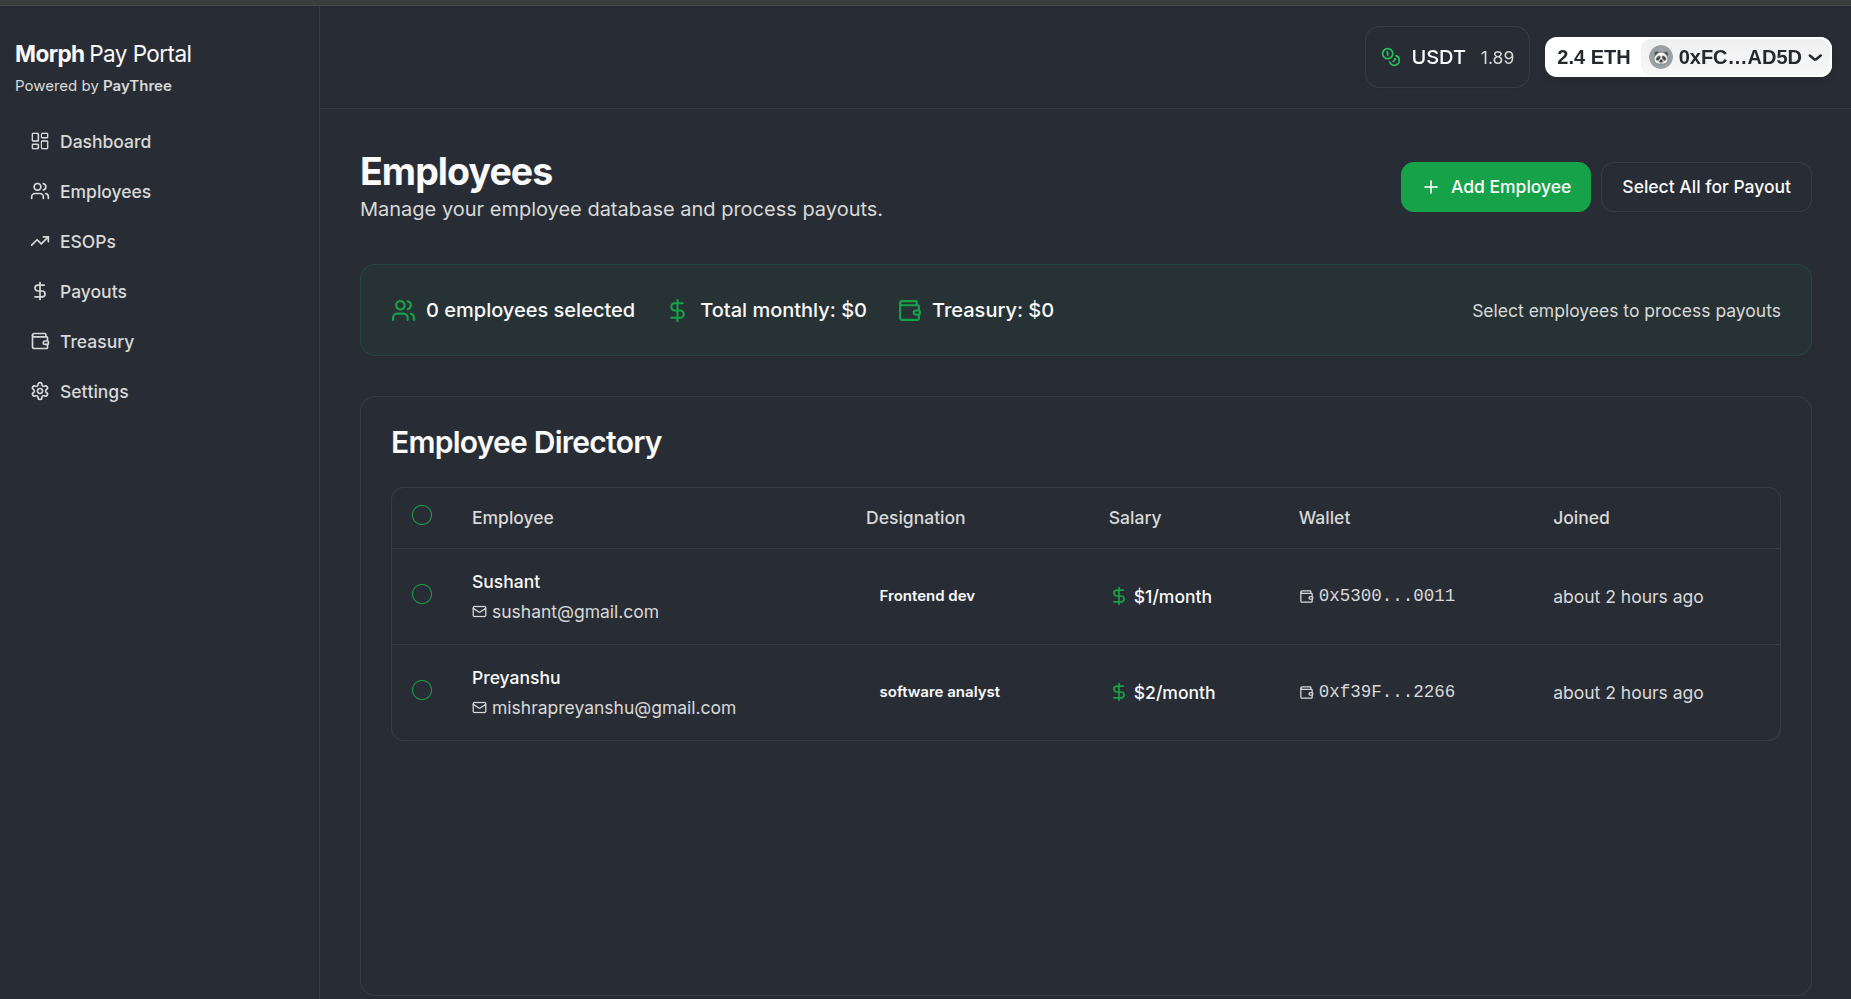 Morph Pay Portal
Powered by PayThree
Dashboard
Employees
ESOPs
Payouts
Treasury
Settings
USDT 1.89
2.4 ETH 0xFC...AD5D
Employees
Manage your employee database and process payouts.
Add Employee
Select All for Payout
0 employees selected Total monthly: $0 Treasury: $0 Select employees to process payouts
Employee Directory
Employee Designation Salary Wallet Joined
Sushant
sushant@gmail.com
Frontend dev $1/month 0x5300...0011 about 2 hours ago
Preyanshu
mishrapreyanshu@gmail.com
software analyst $2/month 0xf39F...2266 about 2 hours ago